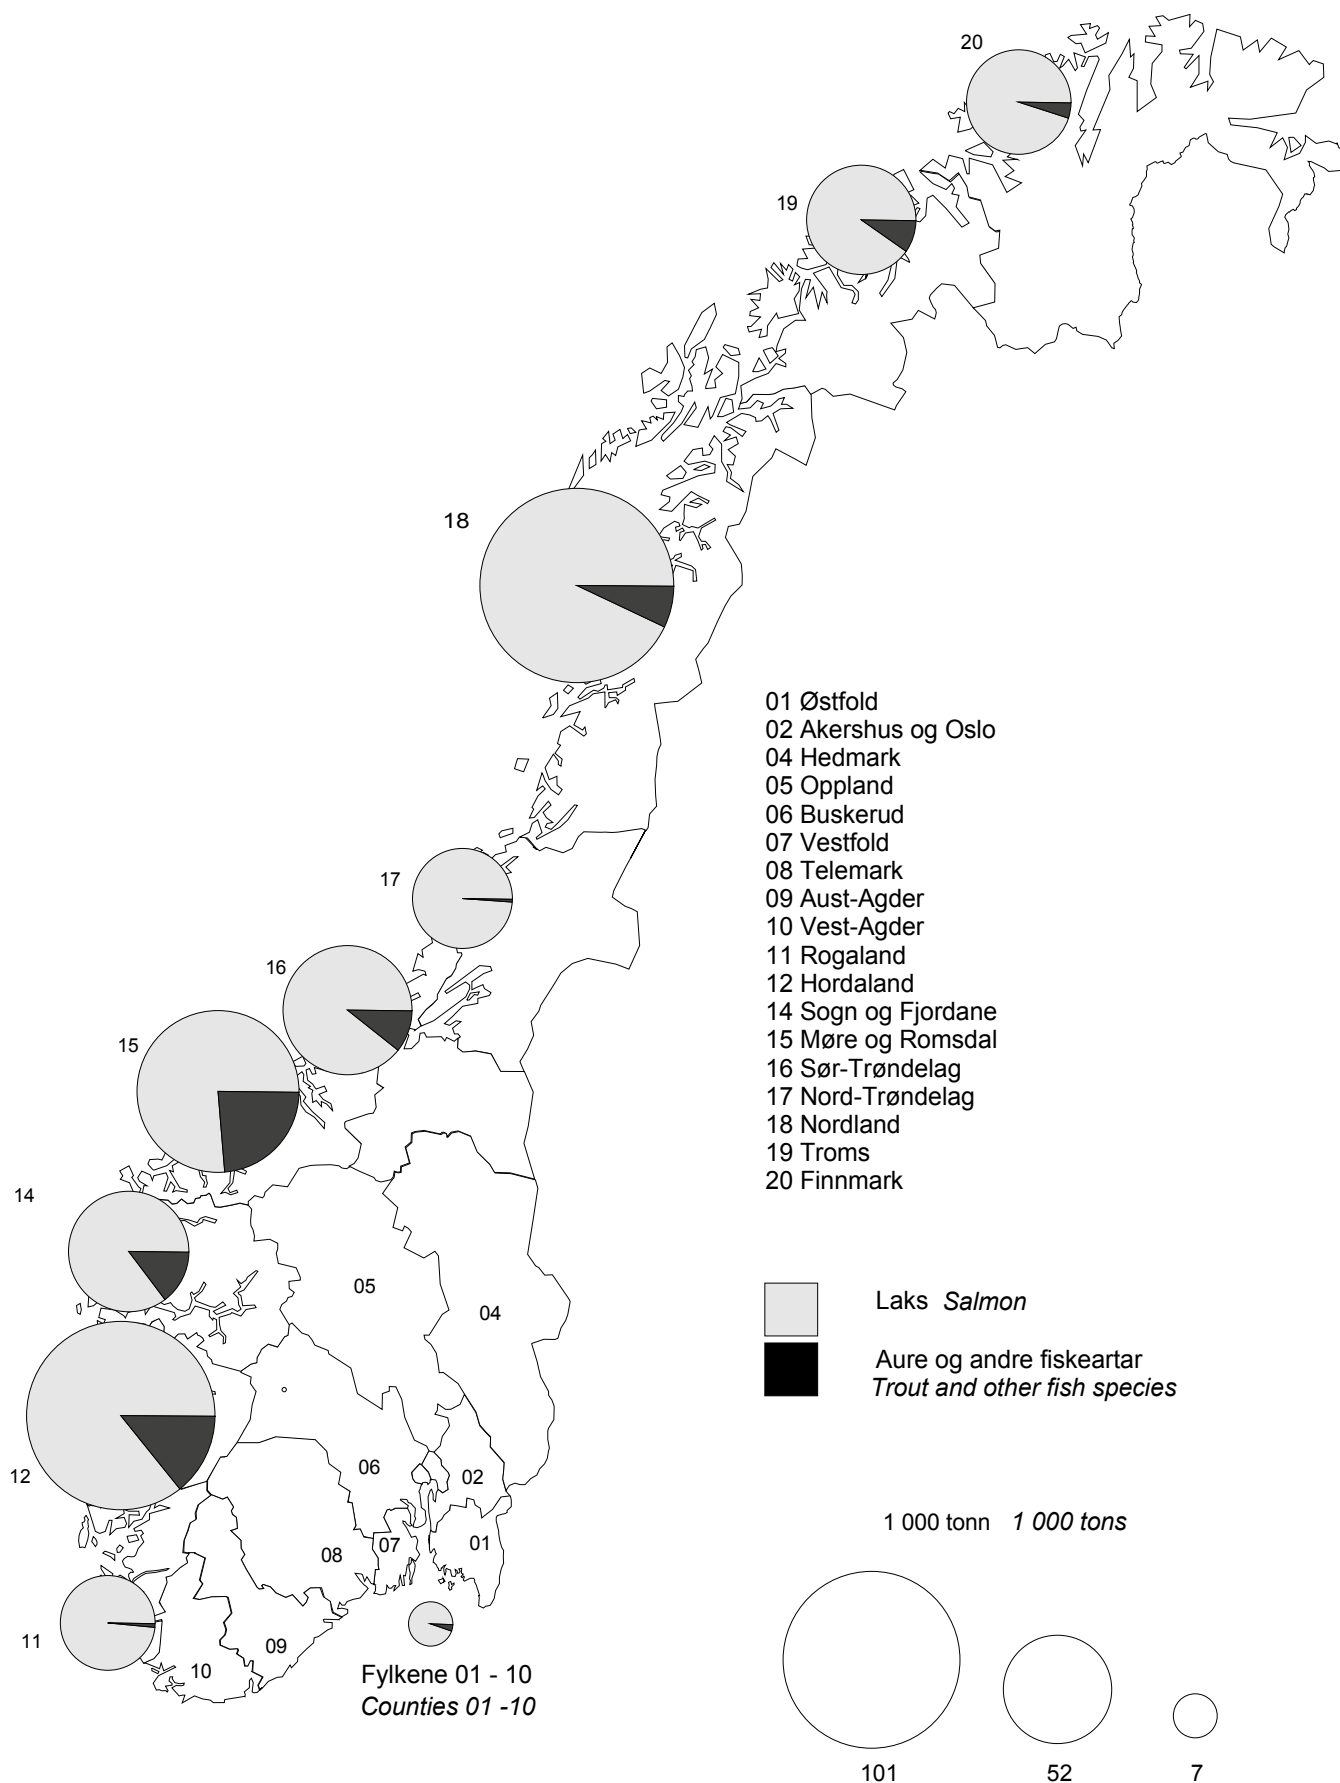 20
19
18
17
16
15
14
12
11
05
04
06
02
07
01
08
09
10
Fylkene 01 - 10
Counties 01 -10
01 Østfold
02 Akershus og Oslo
04 Hedmark
05 Oppland
06 Buskerud
07 Vestfold
08 Telemark
09 Aust-Agder
10 Vest-Agder
11 Rogaland
12 Hordaland
14 Sogn og Fjordane
15 Møre og Romsdal
16 Sør-Trøndelag
17 Nord-Trøndelag
18 Nordland
19 Troms
20 Finnmark
Laks Salmon
Aure og andre fiskeartar
Trout and other fish species
1 000 tonn 1 000 tons
101 52 7